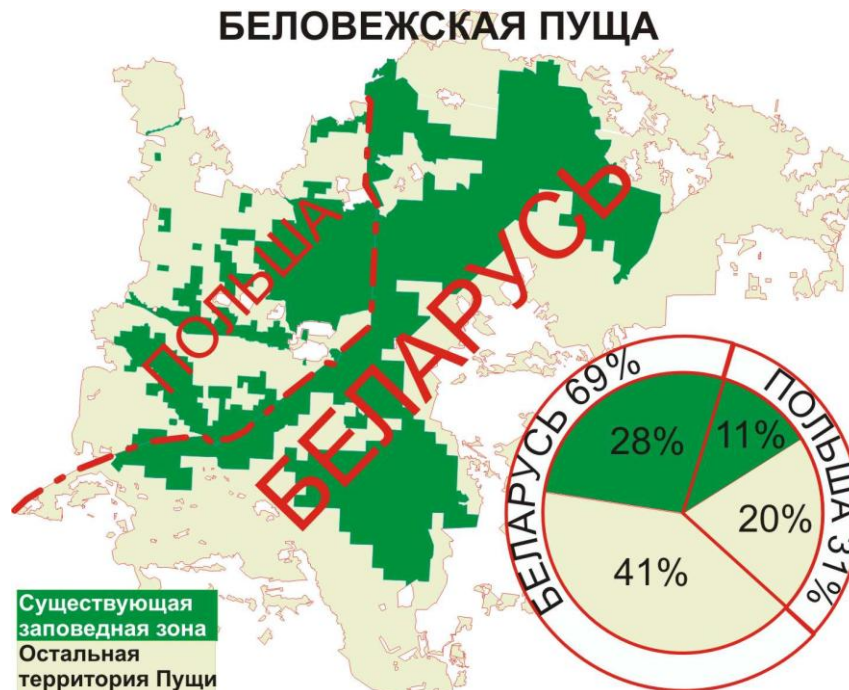 БЕЛОВЕЖСКАЯ ПУЩА
ПОЛЬША
БЕЛАРУСЬ
БЕЛАРУСЬ 69%
ПОЛЬША 31%
28%
11%
20%
41%
Существующая
заповедная зона
Остальная
территория Пущи